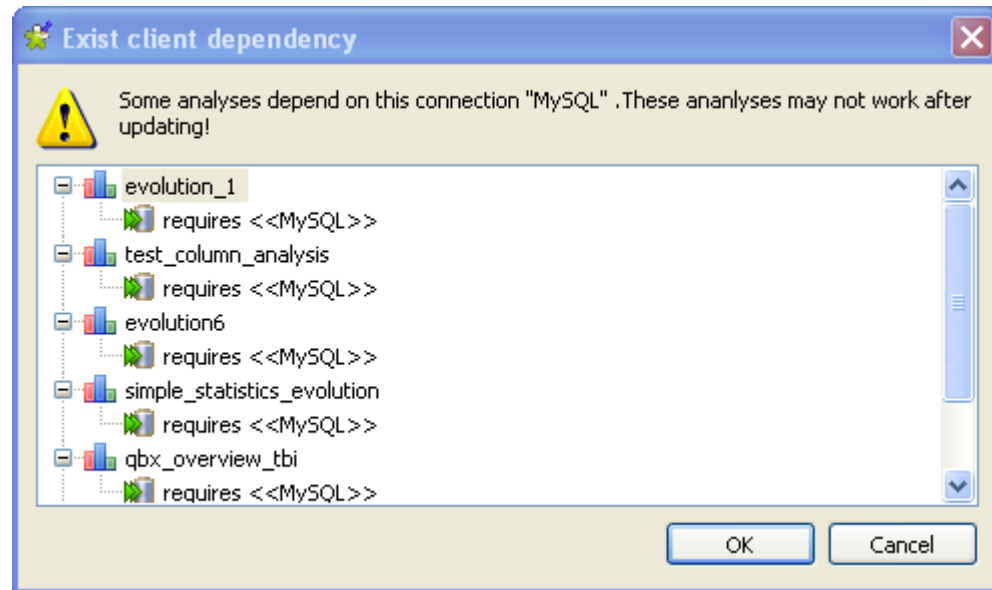 Exist client dependency
Some analyses depend on this connection "MySQL" .These ananlyses may not work after
updating!
evolution_1
requires <<MySQL>>
test_column_analysis
requires <<MySQL>>
evolution6
requires <<MySQL>>
simple_statistics_evolution
requires <<MySQL>>
qbx_overview_tbi
requires <<MySQL>>
OK
Cancel